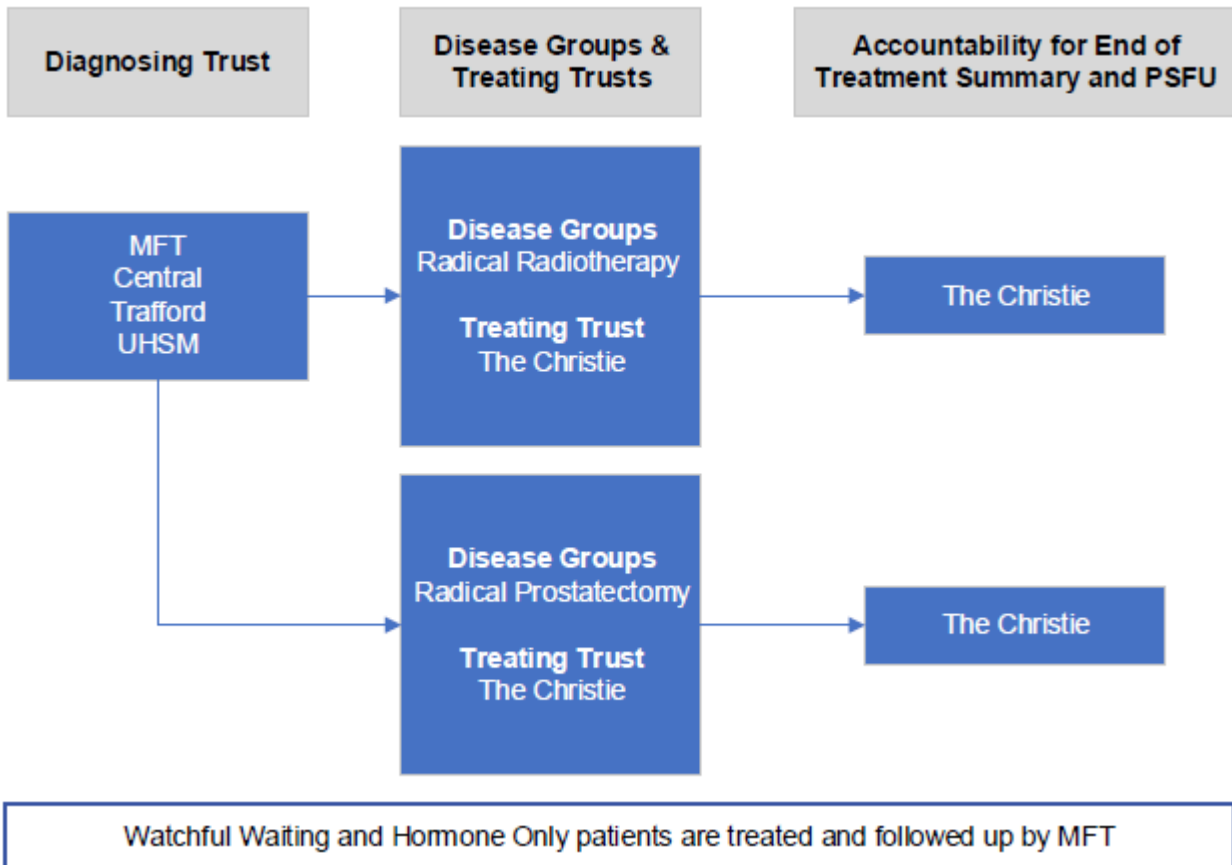 Diagnosing Trust
Disease Groups &
Treating Trusts
Accountability for End of
Treatment Summary and PSFU
MFT
Central
Trafford
UHSM
Disease Groups
Radical Radiotherapy
Treating Trust
The Christie
The Christie
Disease Groups
Radical Prostatectomy
Treating Trust
The Christie
The Christie
Watchful Waiting and Hormone Only patients are treated and followed up by MFT